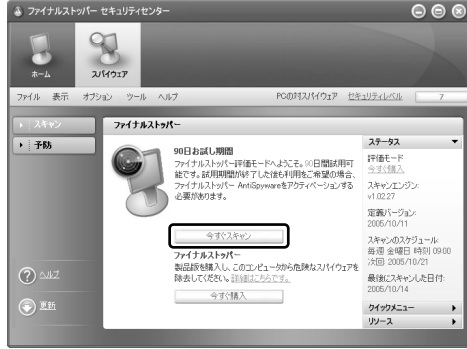 ファイナルストッパー セキュリティセンター
ホーム
スパイウェア
ファイル 表示 オプション ツール ヘルプ
PCの対スパイウェア セキュリティレベル 7
スキャン
予防
ヘルプ
更新
ファイナルストッパー
90日お試し期間
ファイナルストッパー評価モードへようこそ。90日間試用可
能です。試用期間が終了した後も利用をご希望の場合、
ファイナルストッパー AntiSpywareをアクティベーションする
必要があります。
今すぐスキャン
ファイナルストッパー
製品版を購入し、このコンピュータから危険なスパイウェアを
除去してください。詳細はこちらです。
今すぐ購入
ステータス
評価モード
今すぐ購入
スキャンエンジン:
v1.02.27
定義バージョン:
2005/10/11
スキャンのスケジュール
毎週 金曜日 時刻 09:00
次回 2005/10/21
最後にスキャンした日付:
2005/10/14
クイックメニュー
リソース